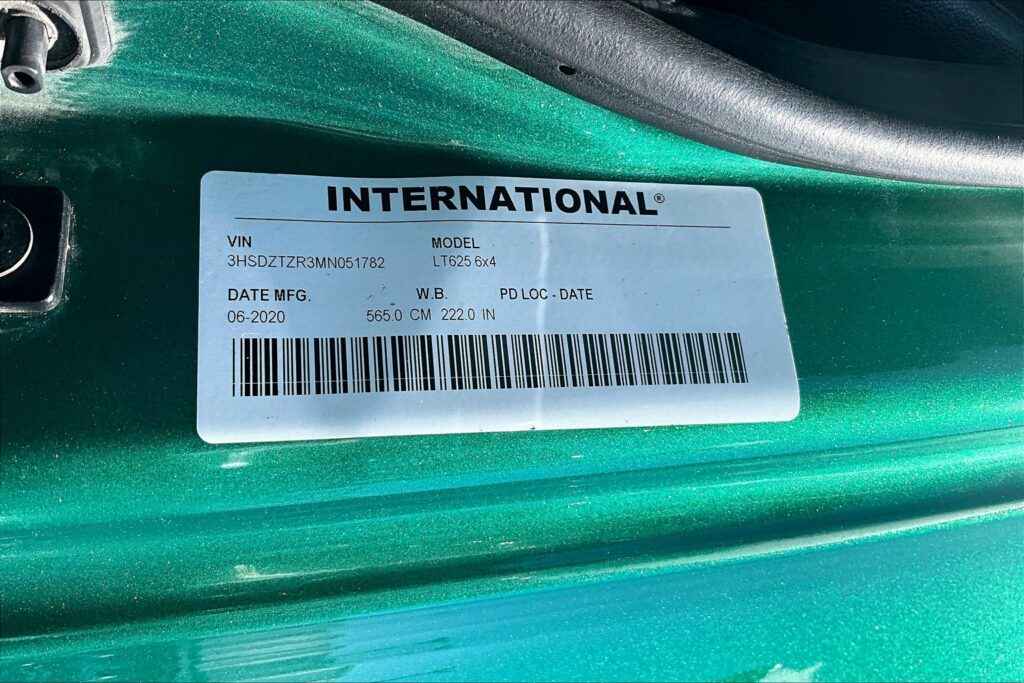 INTERNATIONAL®
VIN MODEL
3HSDZTZR3MN051782 LT625 6x4
DATE MFG. W.B. PD LOC - DATE
06-2020 565.0 CM 222.0 IN